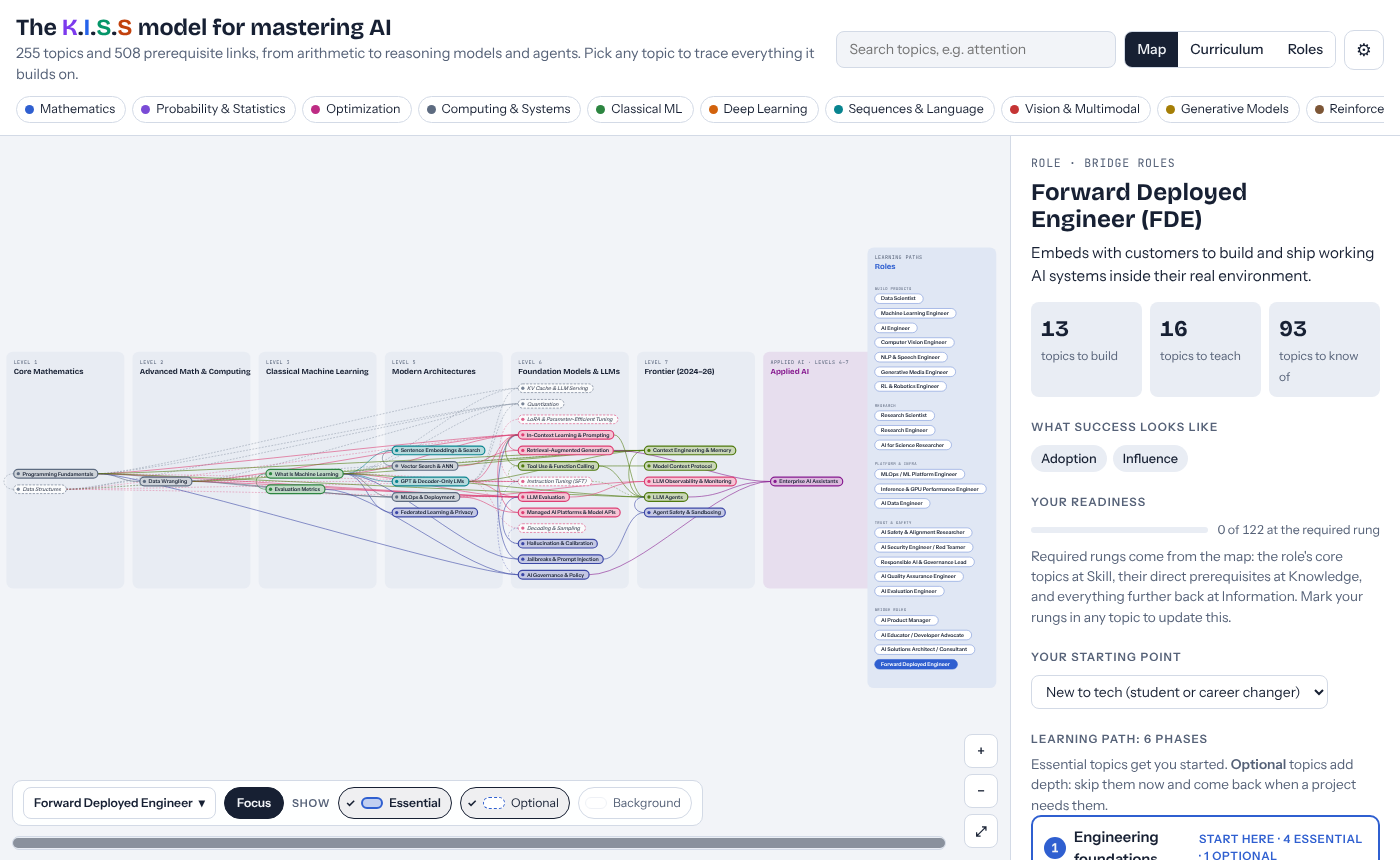 The K.I.S.S model for mastering AI
255 topics and 508 prerequisite links, from arithmetic to reasoning models and agents. Pick any topic to trace everything it
builds on.
Search topics, e.g. attention
Map
Curriculum
Roles
Mathematics
Probability & Statistics
Optimization
Computing & Systems
Classical ML
Deep Learning
Sequences & Language
Vision & Multimodal
Generative Models
Reinforce
LEVEL 1
Core Mathematics
Programming Fundamentals
Data Structures
LEVEL 2
Advanced Math & Computing
Data Wrangling
LEVEL 3
Classical Machine Learning
What Is Machine Learning
Evaluation Metrics
LEVEL 5
Modern Architectures
Sentence Embeddings & Search
Vector Search & ANN
GPT & Decoder-Only LMs
MLOps & Deployment
Federated Learning & Privacy
LEVEL 6
Foundation Models & LLMs
KV Cache & LLM Serving
Quantization
LoRA & Parameter-Efficient Tuning
In-Context Learning & Prompting
Retrieval-Augmented Generation
Tool Use & Function Calling
Instruction Tuning (SFT)
LLM Evaluation
Managed AI Platforms & Model APIs
Decoding & Sampling
Hallucination & Calibration
Jailbreaks & Prompt Injection
AI Governance & Policy
LEVEL 7
Frontier (2024–26)
Context Engineering & Memory
Model Context Protocol
LLM Observability & Monitoring
LLM Agents
Agent Safety & Sandboxing
APPLIED AI · LEVELS 4–7
Applied AI
Enterprise AI Assistants
LEARNING PATHS
Roles
BUILD PRODUCTS
Data Scientist
Machine Learning Engineer
AI Engineer
Computer Vision Engineer
NLP & Speech Engineer
Generative Media Engineer
RL & Robotics Engineer
RESEARCH
Research Scientist
Research Engineer
AI for Science Researcher
PLATFORM & INFRA
MLOps / ML Platform Engineer
Inference & GPU Performance Engineer
AI Data Engineer
TRUST & SAFETY
AI Safety & Alignment Researcher
AI Security Engineer / Red Teamer
Responsible AI & Governance Lead
AI Quality Assurance Engineer
AI Evaluation Engineer
BRIDGE ROLES
AI Product Manager
AI Educator / Developer Advocate
AI Solutions Architect / Consultant
Forward Deployed Engineer
Forward Deployed Engineer ▾
Focus
SHOW
✓ Essential
✓ Optional
Background
+
−
ROLE · BRIDGE ROLES
Forward Deployed
Engineer (FDE)
Embeds with customers to build and ship working
AI systems inside their real environment.
13
topics to build
16
topics to teach
93
topics to know
of
WHAT SUCCESS LOOKS LIKE
Adoption
Influence
YOUR READINESS
0 of 122 at the required rung
Required rungs come from the map: the role's core
topics at Skill, their direct prerequisites at Knowledge,
and everything further back at Information. Mark your
rungs in any topic to update this.
YOUR STARTING POINT
New to tech (student or career changer)
LEARNING PATH: 6 PHASES
Essential topics get you started. Optional topics add
depth: skip them now and come back when a project
needs them.
1
Engineering
foundations
START HERE · 4 ESSENTIAL
· 1 OPTIONAL